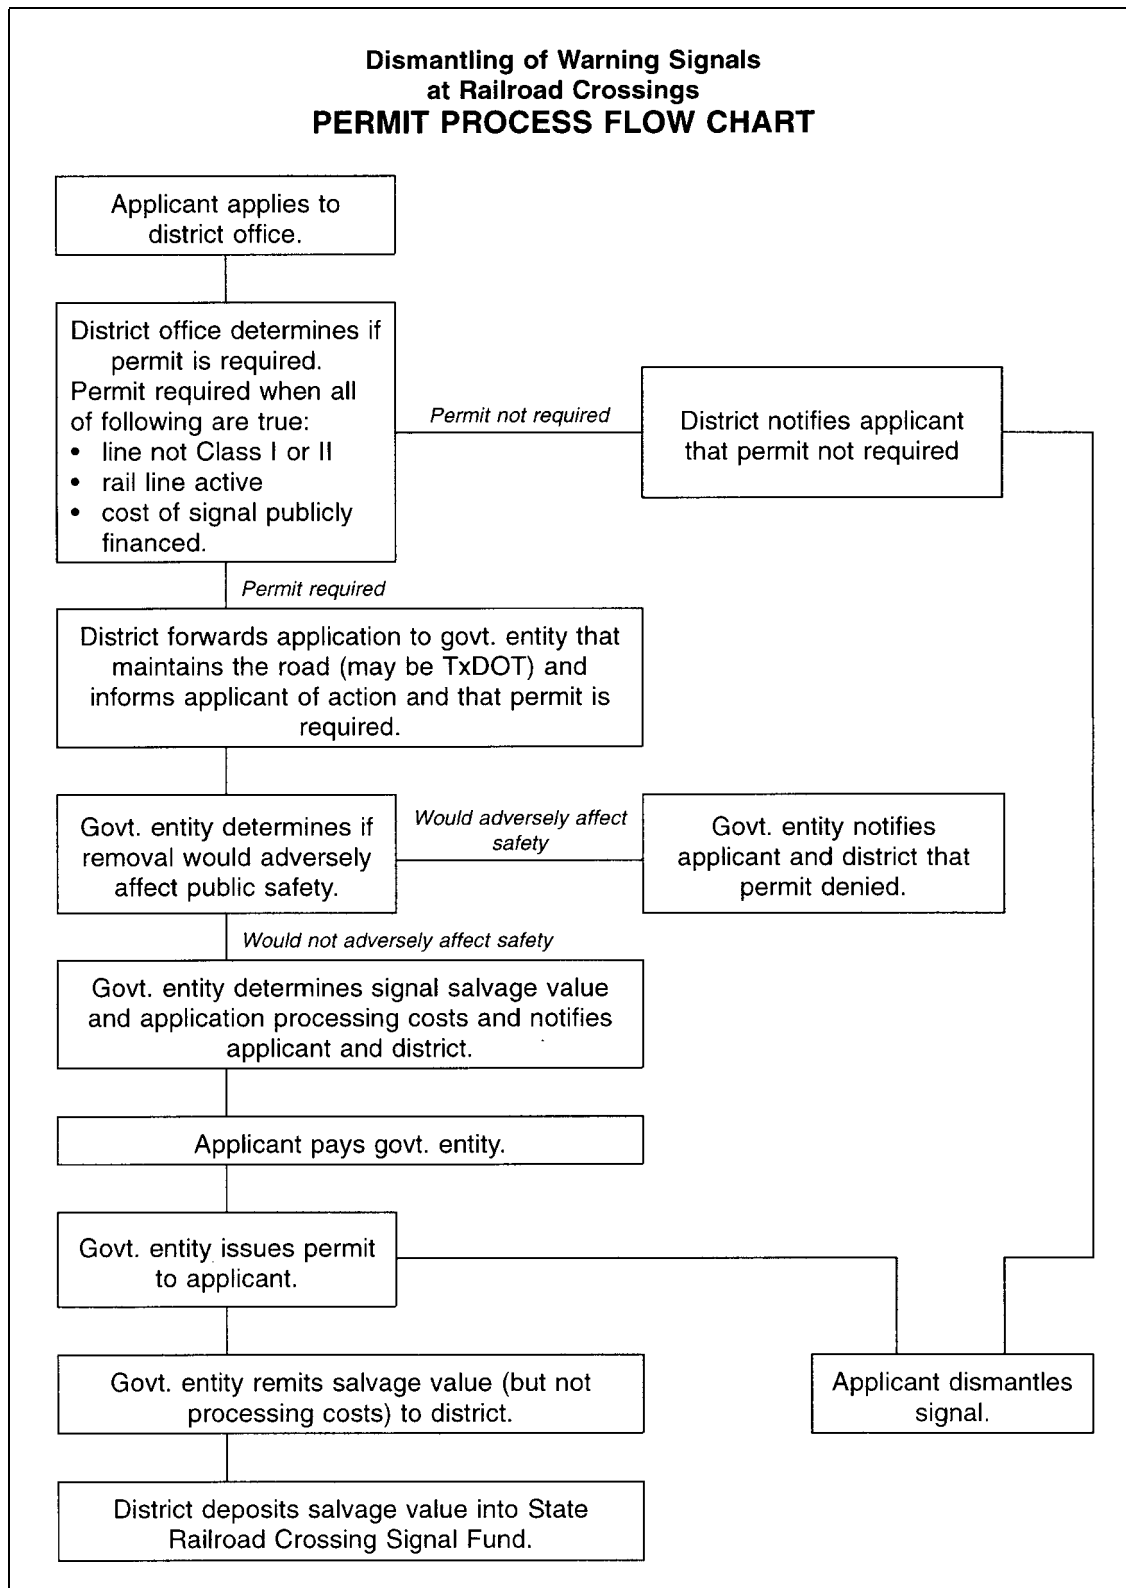 Dismantling of Warning Signals
at Railroad Crossings
PERMIT PROCESS FLOW CHART
Applicant applies to
district office.
District office determines if
permit is required.
Permit required when all
of following are true:
• line not Class I or II
• rail line active
• cost of signal publicly
financed.
Permit not required
District notifies applicant
that permit not required
Permit required
District forwards application to govt. entity that
maintains the road (may be TxDOT) and
informs applicant of action and that permit is
required.
Govt. entity determines if
removal would adversely
affect public safety.
Would adversely affect
safety
Govt. entity notifies
applicant and district that
permit denied.
Would not adversely affect safety
Govt. entity determines signal salvage value
and application processing costs and notifies
applicant and district.
Applicant pays govt. entity.
Govt. entity issues permit
to applicant.
Govt. entity remits salvage value (but not
processing costs) to district.
Applicant dismantles
signal.
District deposits salvage value into State
Railroad Crossing Signal Fund.